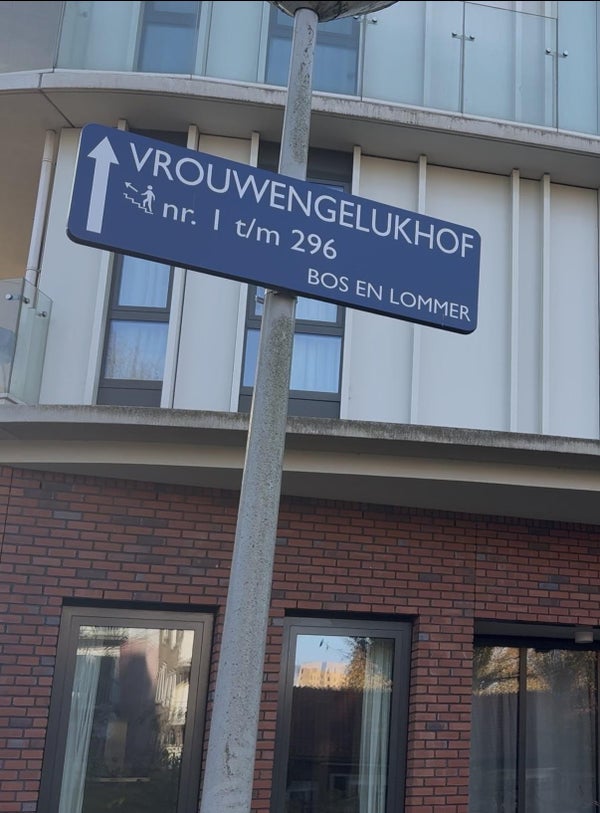 VROUWENGELUKHOF
nr. 1 t/m 296
BOS EN LOMMER